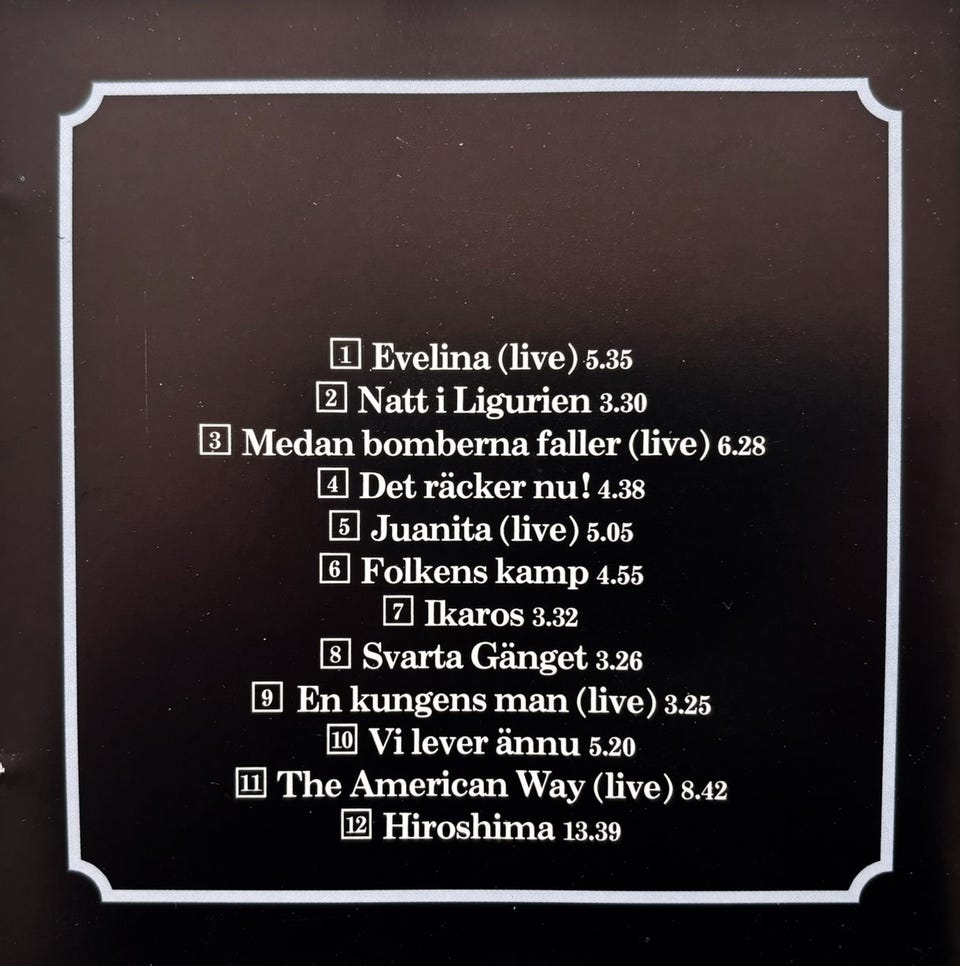 1 Evelina (live) 5.35
2 Natt i Ligurien 3.30
3 Medan bomberna faller (live) 6.28
4 Det räcker nu! 4.38
5 Juanita (live) 5.05
6 Folkens kamp 4.55
7 Ikaros 3.32
8 Svarta Gänget 3.26
9 En kungens man (live) 3.25
10 Vi lever ännu 5.20
11 The American Way (live) 8.42
12 Hiroshima 13.39